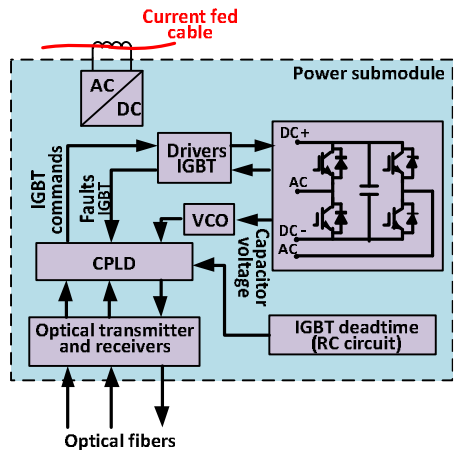 Current fed
cable
Power submodule
AC
DC
IGBT
commands
Faults
IGBT
Drivers
IGBT
DC+
AC
DC -
AC
VCO
Capacitor
voltage
CPLD
Optical transmitter
and receivers
IGBT deadtime
(RC circuit)
Optical fibers